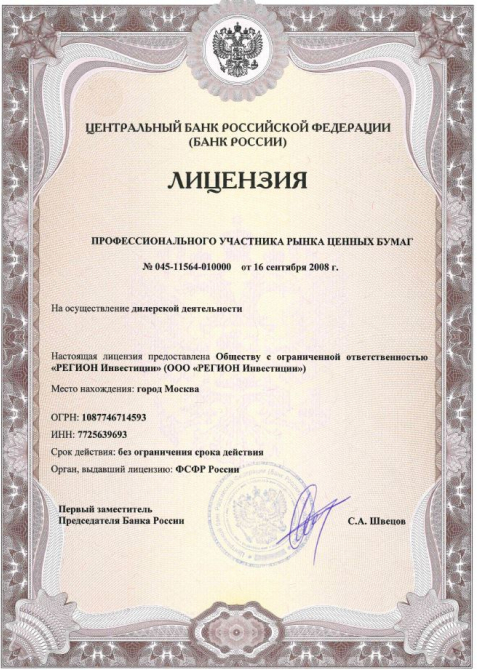 ЦЕНТРАЛЬНЫЙ БАНК РОССИЙСКОЙ ФЕДЕРАЦИИ
(БАНК РОССИИ)
ЛИЦЕНЗИЯ
ПРОФЕССИОНАЛЬНОГО УЧАСТНИКА РЫНКА ЦЕННЫХ БУМАГ
№ 045-11564-010000 от 16 сентября 2008 г.
На осуществление дилерской деятельности
Настоящая лицензия предоставлена Обществу с ограниченной ответственностью
«РЕГИОН Инвестиции» (ООО «РЕГИОН Инвестиции»)
Место нахождения: город Москва
ОГРН: 1087746714593
ИНН: 7725639693
Срок действия: без ограничения срока действия
Орган, выдавший лицензию: ФСФР России
Первый заместитель
Председателя Банка России
С.А. Швецов